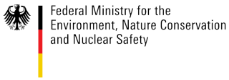 Federal Ministry for the
Environment, Nature Conservation
and Nuclear Safety